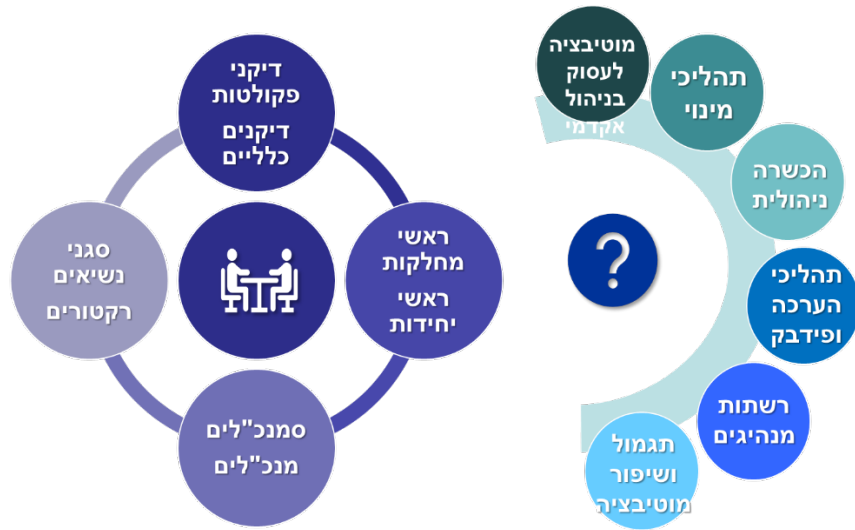 מוטיבציה
לעסוק
בניהול
אקדמי
תהליכי
מינוי
הכשרה
ניהולית
תהליכי
הערכה
ופידבק
רשתות
מנהיגים
תגמול
ושיפור
מוטיבציה
?
דיקני
פקולטות
דיקנים
כלליים
ראשי
מחלקות
ראשי
יחידות
סמנכ"לים
מנכ"לים
סגני
נשיאים
רקטורים